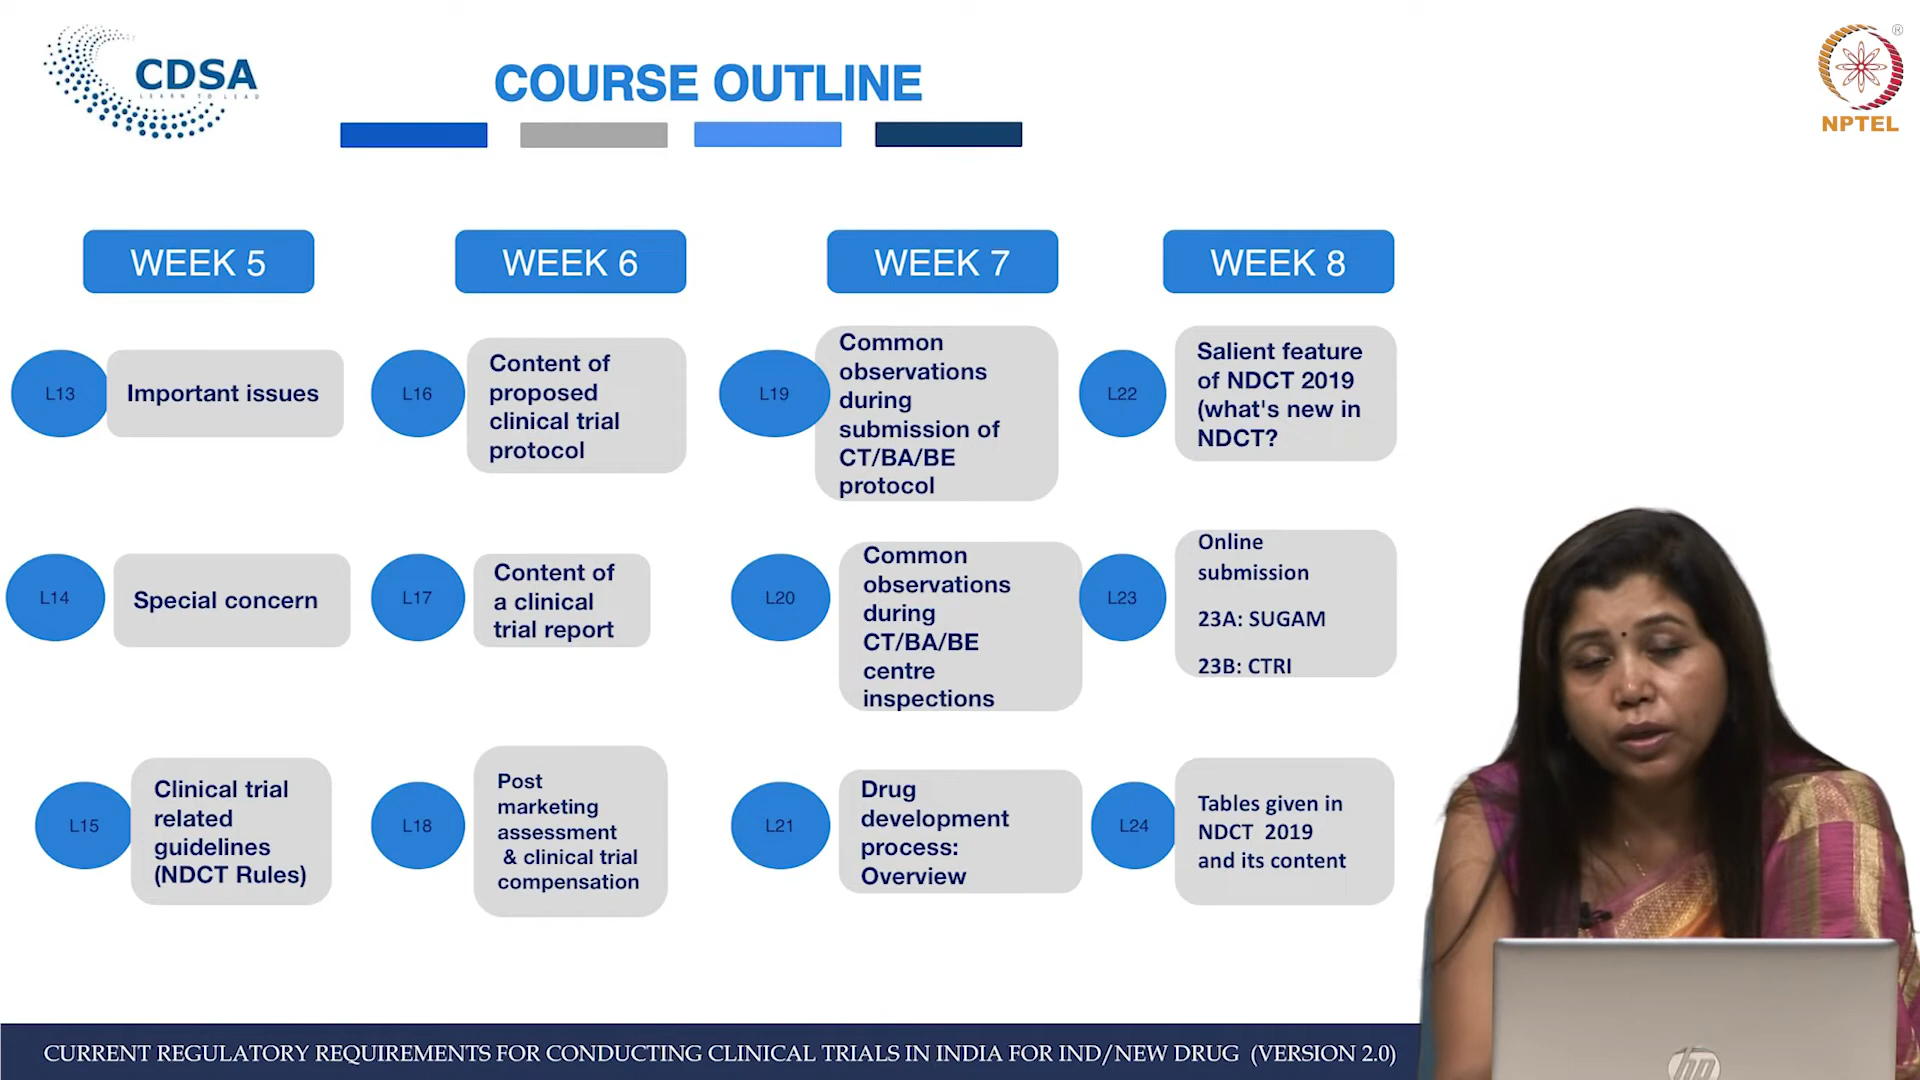 CDSA
LEARN TO LEAD
COURSE OUTLINE
®
NPTEL
WEEK 5
WEEK 6
WEEK 7
WEEK 8
L13
Important issues
L16
Content of
proposed
clinical trial
protocol
L19
Common
observations
during
submission of
CT/BA/BE
protocol
L22
Salient feature
of NDCT 2019
(what's new in
NDCT?
L14
Special concern
L17
Content of
a clinical
trial report
L20
Common
observations
during
CT/BA/BE
centre
inspections
L23
Online
submission
23A: SUGAM
23B: CTRI
L15
Clinical trial
related
guidelines
(NDCT Rules)
L18
Post
marketing
assessment
& clinical trial
compensation
L21
Drug
development
process:
Overview
L24
Tables given in
NDCT 2019
and its content
hp
CURRENT REGULATORY REQUIREMENTS FOR CONDUCTING CLINICAL TRIALS IN INDIA FOR IND/NEW DRUG (VERSION 2.0)